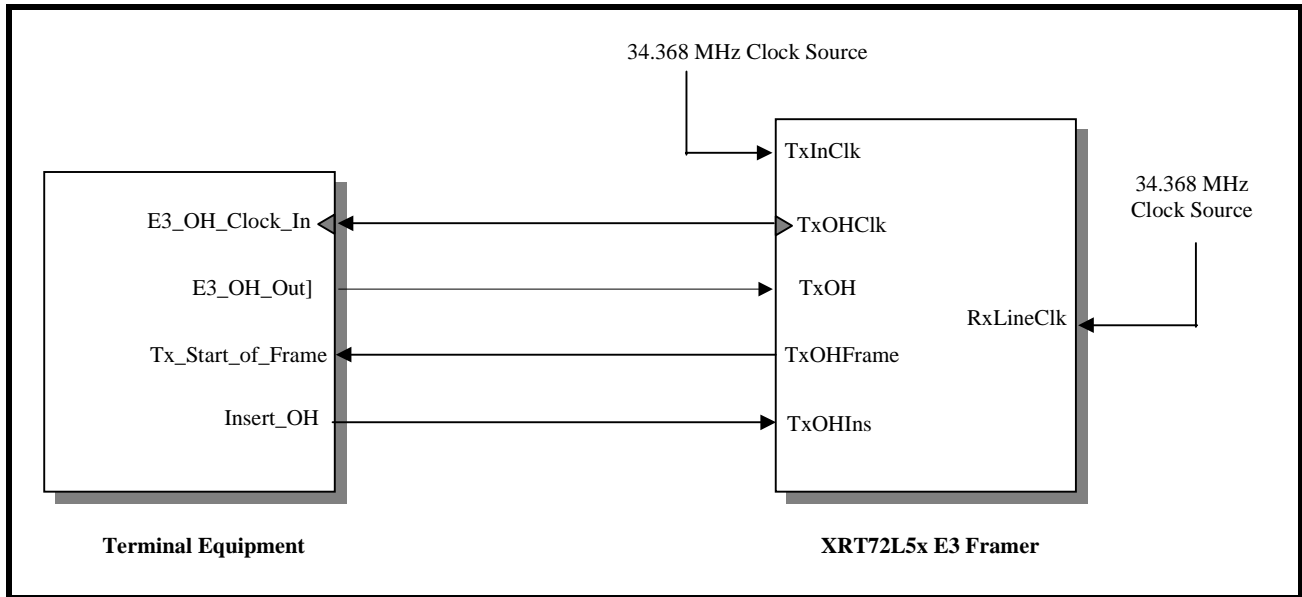 34.368 MHz Clock Source
TxInClk
34.368 MHz
Clock Source
E3_OH_Clock_In
TxOHClk
E3_OH_Out]
TxOH
RxLineClk
Tx_Start_of_Frame
TxOHFrame
Insert_OH
TxOHIns
Terminal Equipment
XRT72L5x E3 Framer